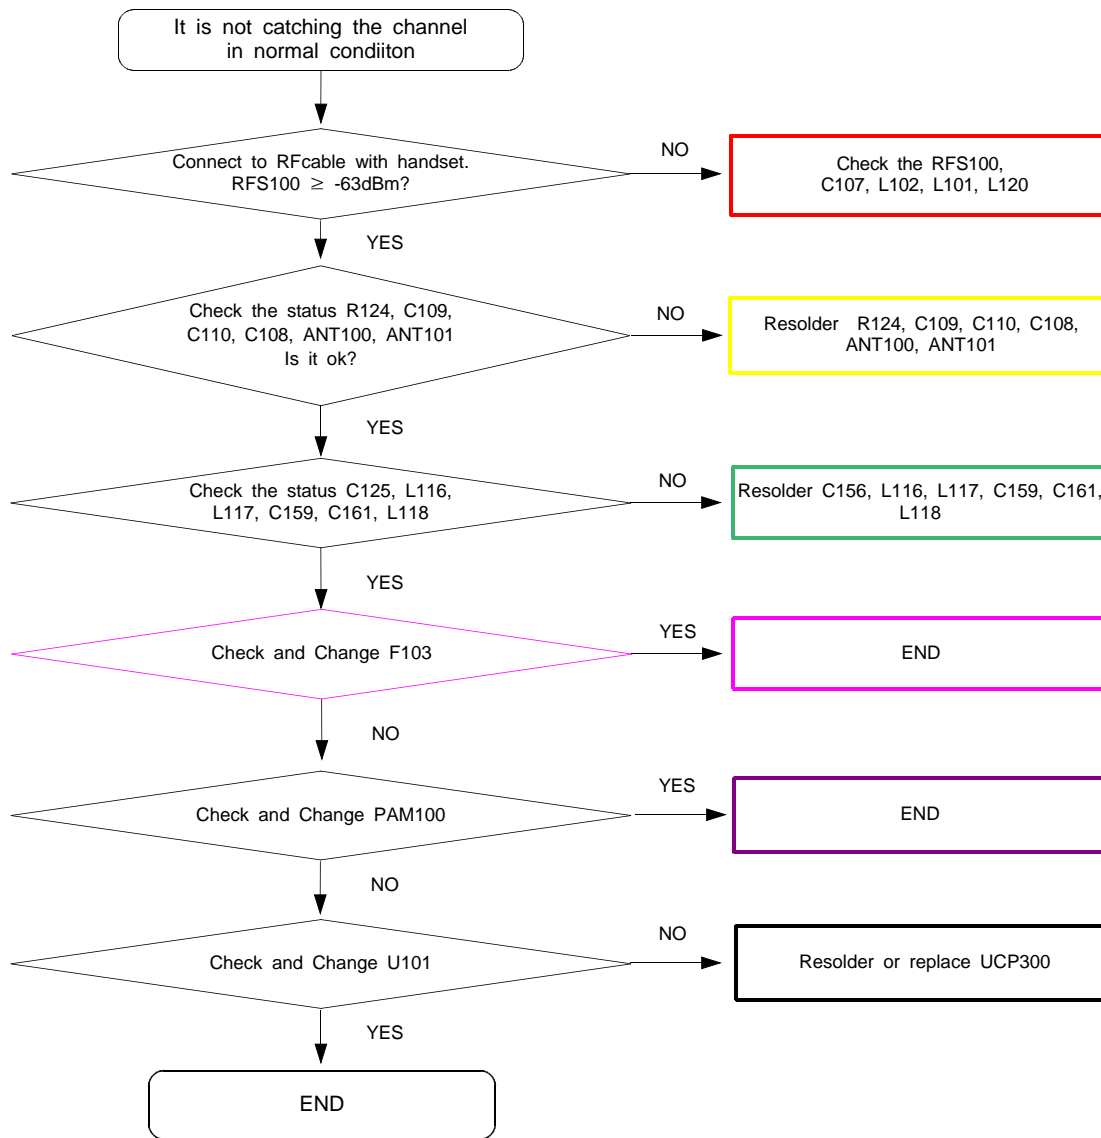 It is not catching the channel
in normal condiiton
Connect to RFcable with handset.
RFS100 ≥ -63dBm?
NO
Check the RFS100,
C107, L102, L101, L120
YES
Check the status R124, C109,
C110, C108, ANT100, ANT101
Is it ok?
NO
Resolder R124, C109, C110, C108,
ANT100, ANT101
YES
Check the status C125, L116,
L117, C159, C161, L118
NO
Resolder C156, L116, L117, C159, C161,
L118
YES
Check and Change F103
YES
END
NO
Check and Change PAM100
YES
END
NO
Check and Change U101
NO
Resolder or replace UCP300
YES
END